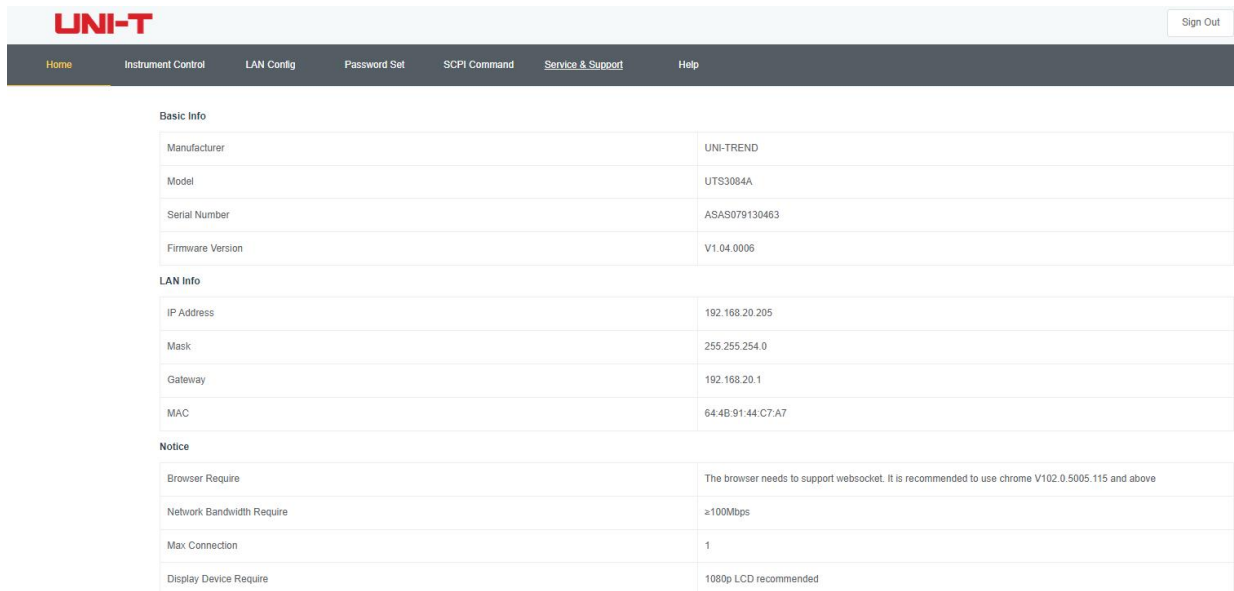 UNI-T
Sign Out
Home Instrument Control LAN Config Password Set SCPI Command Service & Support Help
Basic Info
Manufacturer UNI-TREND
Model UTS3084A
Serial Number ASAS079130463
Firmware Version V1.04.0006
LAN Info
IP Address 192.168.20.205
Mask 255.255.254.0
Gateway 192.168.20.1
MAC 64:4B:91:44:C7:A7
Notice
Browser Require The browser needs to support websocket. It is recommended to use chrome V102.0.5005.115 and above
Network Bandwidth Require ≥100Mbps
Max Connection 1
Display Device Require 1080p LCD recommended